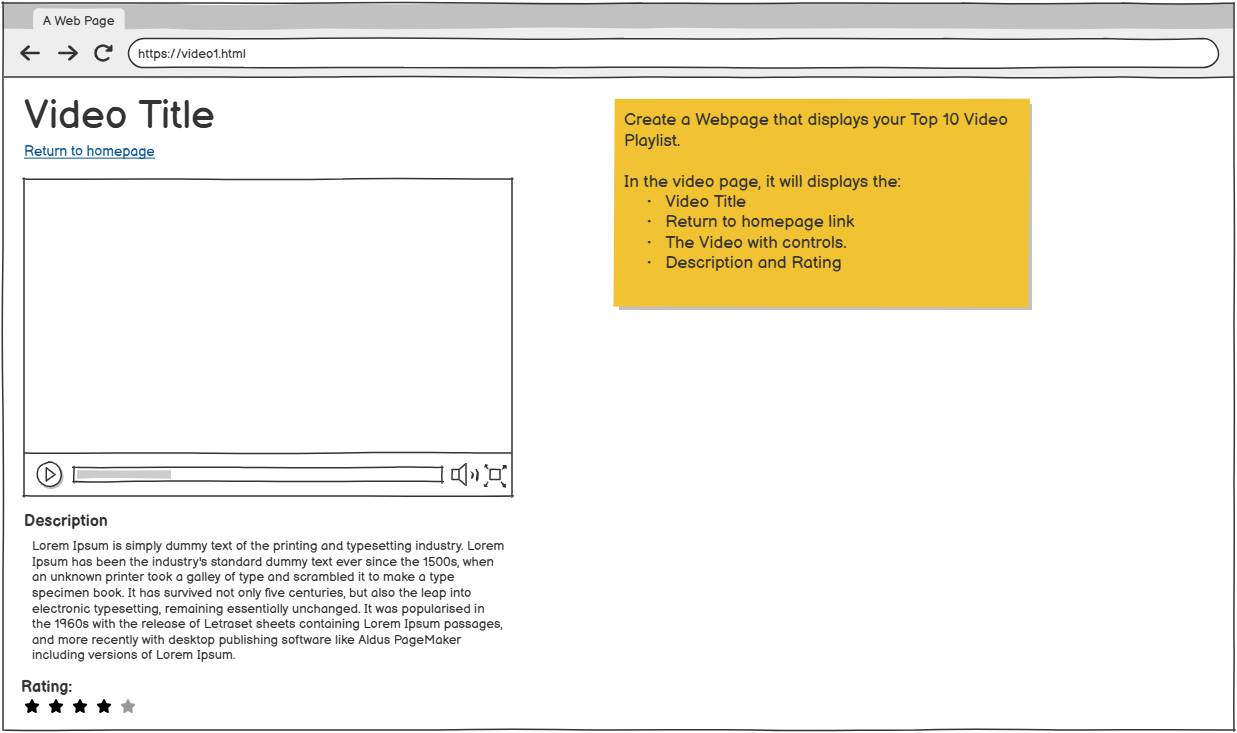 A Web Page
https://video1.html
Video Title
Return to homepage
Description
Lorem Ipsum is simply dummy text of the printing and typesetting industry. Lorem
Ipsum has been the industry's standard dummy text ever since the 1500s, when
an unknown printer took a galley of type and scrambled it to make a type
specimen book. It has survived not only five centuries, but also the leap into
electronic typesetting, remaining essentially unchanged. It was popularised in
the 1960s with the release of Letraset sheets containing Lorem Ipsum passages,
and more recently with desktop publishing software like Aldus PageMaker
including versions of Lorem Ipsum.
Rating:
Create a Webpage that displays your Top 10 Video
Playlist.
In the video page, it will displays the:
• Video Title
• Return to homepage link
• The Video with controls.
• Description and Rating